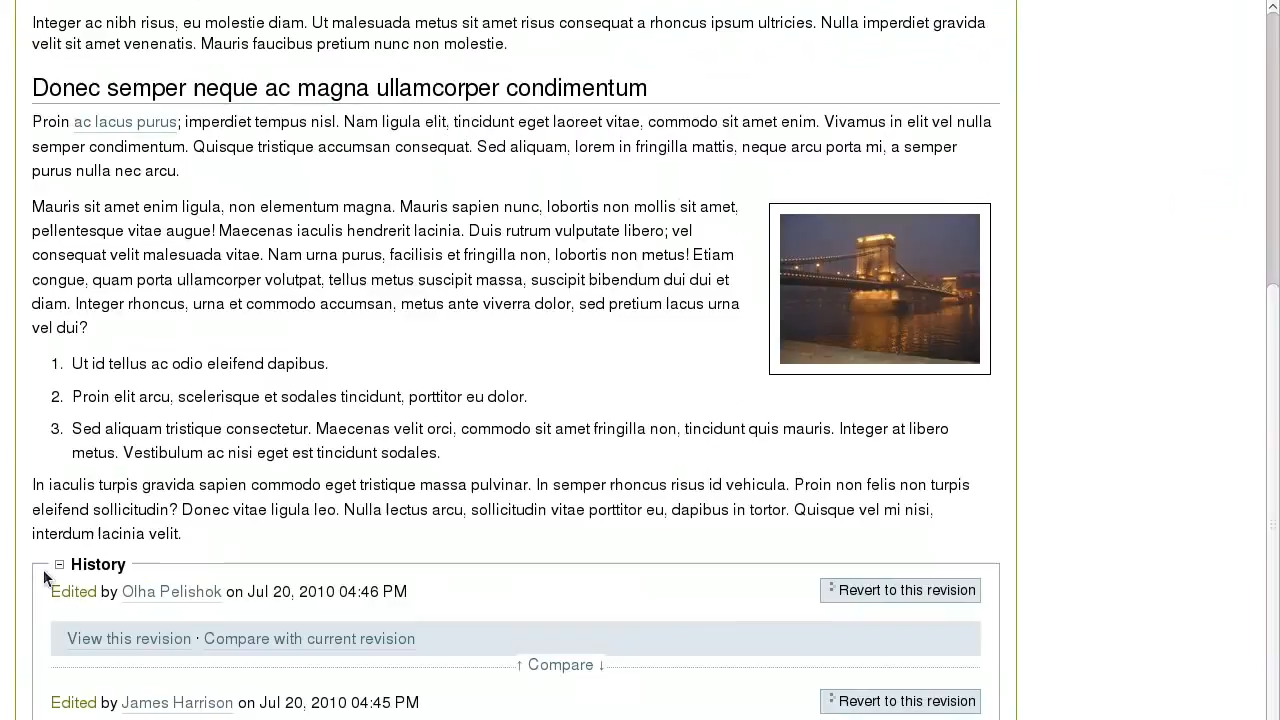 Integer ac nibh risus, eu molestie diam. Ut malesuada metus sit amet risus consequat a rhoncus ipsum ultricies. Nulla imperdiet gravida
velit sit amet venenatis. Mauris faucibus pretium nunc non molestie.
Donec semper neque ac magna ullamcorper condimentum
Proin ac lacus purus; imperdiet tempus nisl. Nam ligula elit, tincidunt eget laoreet vitae, commodo sit amet enim. Vivamus in elit vel nulla
semper condimentum. Quisque tristique accumsan consequat. Sed aliquam, lorem in fringilla mattis, neque arcu porta mi, a semper
purus nulla nec arcu.
Mauris sit amet enim ligula, non elementum magna. Mauris sapien nunc, lobortis non mollis sit amet,
pellentesque vitae augue! Maecenas iaculis hendrerit lacinia. Duis rutrum vulputate libero; vel
consequat velit malesuada vitae. Nam urna purus, facilisis et fringilla non, lobortis non metus! Etiam
congue, quam porta ullamcorper volutpat, tellus metus suscipit massa, suscipit bibendum dui dui et
diam. Integer rhoncus, urna et commodo accumsan, metus ante viverra dolor, sed pretium lacus urna
vel dui?
1. Ut id tellus ac odio eleifend dapibus.
2. Proin elit arcu, scelerisque et sodales tincidunt, porttitor eu dolor.
3. Sed aliquam tristique consectetur. Maecenas velit orci, commodo sit amet fringilla non, tincidunt quis mauris. Integer at libero
metus. Vestibulum ac nisi eget est tincidunt sodales.
In iaculis turpis gravida sapien commodo eget tristique massa pulvinar. In semper rhoncus risus id vehicula. Proin non felis non turpis
eleifend sollicitudin? Donec vitae ligula leo. Nulla lectus arcu, sollicitudin vitae porttitor eu, dapibus in tortor. Quisque vel mi nisi,
interdum lacinia velit.
History
Edited by Olha Pelishok on Jul 20, 2010 04:46 PM Revert to this revision
View this revision · Compare with current revision
↑ Compare ↓
Edited by James Harrison on Jul 20, 2010 04:45 PM Revert to this revision